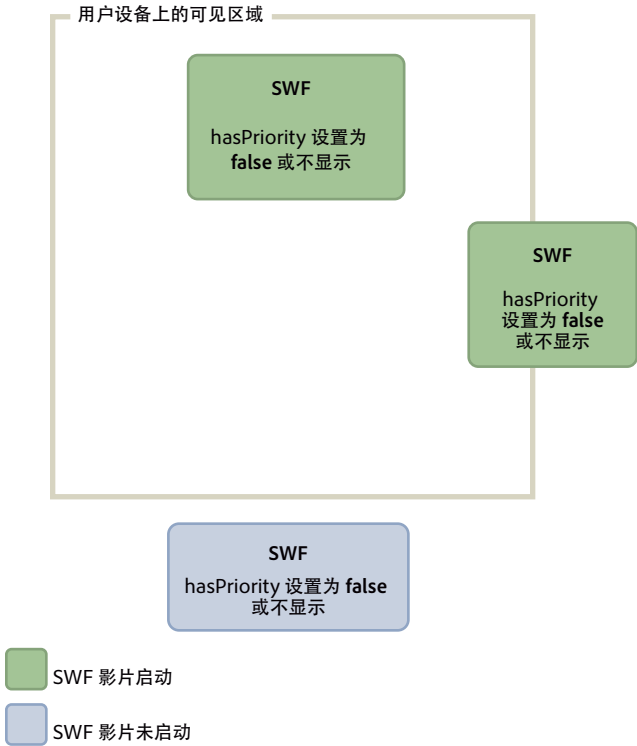 用户设备上的可见区域
SWF
hasPriority 设置为
false 或不显示
SWF
hasPriority
设置为 false
或不显示
SWF
hasPriority 设置为 false
或不显示
SWF 影片启动
SWF 影片未启动